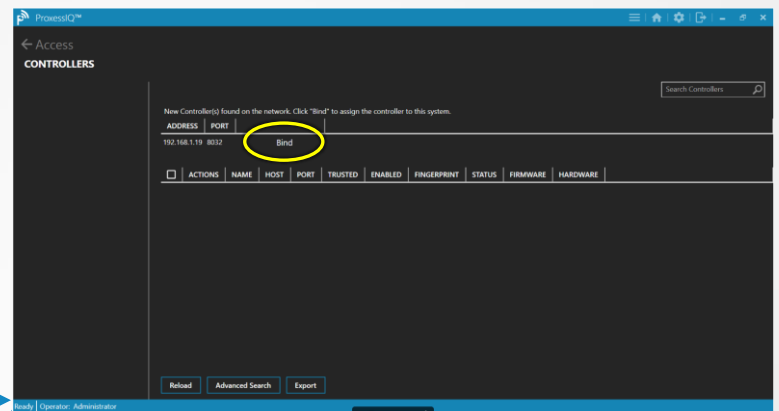 ProxessIQ™
Access
CONTROLLERS
Search Controllers
New Controller(s) found on the network. Click "Bind" to assign the controller to this system.
ADDRESS PORT
192.168.1.19 8032 Bind
ACTIONS NAME HOST PORT TRUSTED ENABLED FINGERPRINT STATUS FIRMWARE HARDWARE
Reload Advanced Search Export
Ready Operator: Administrator